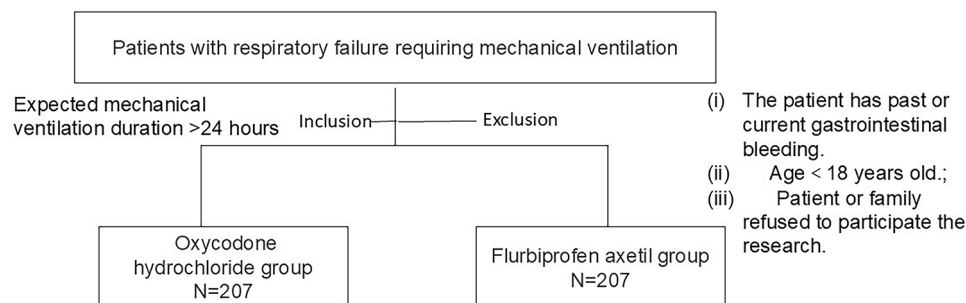 Patients with respiratory failure requiring mechanical ventilation
Expected mechanical
ventilation duration >24 hours
Inclusion
Exclusion
(i) The patient has past or
current gastrointestinal
bleeding.
(ii) Age < 18 years old.;
(iii) Patient or family
refused to participate the
research.
Oxycodone
hydrochloride group
N=207
Flurbiprofen axetil group
N=207